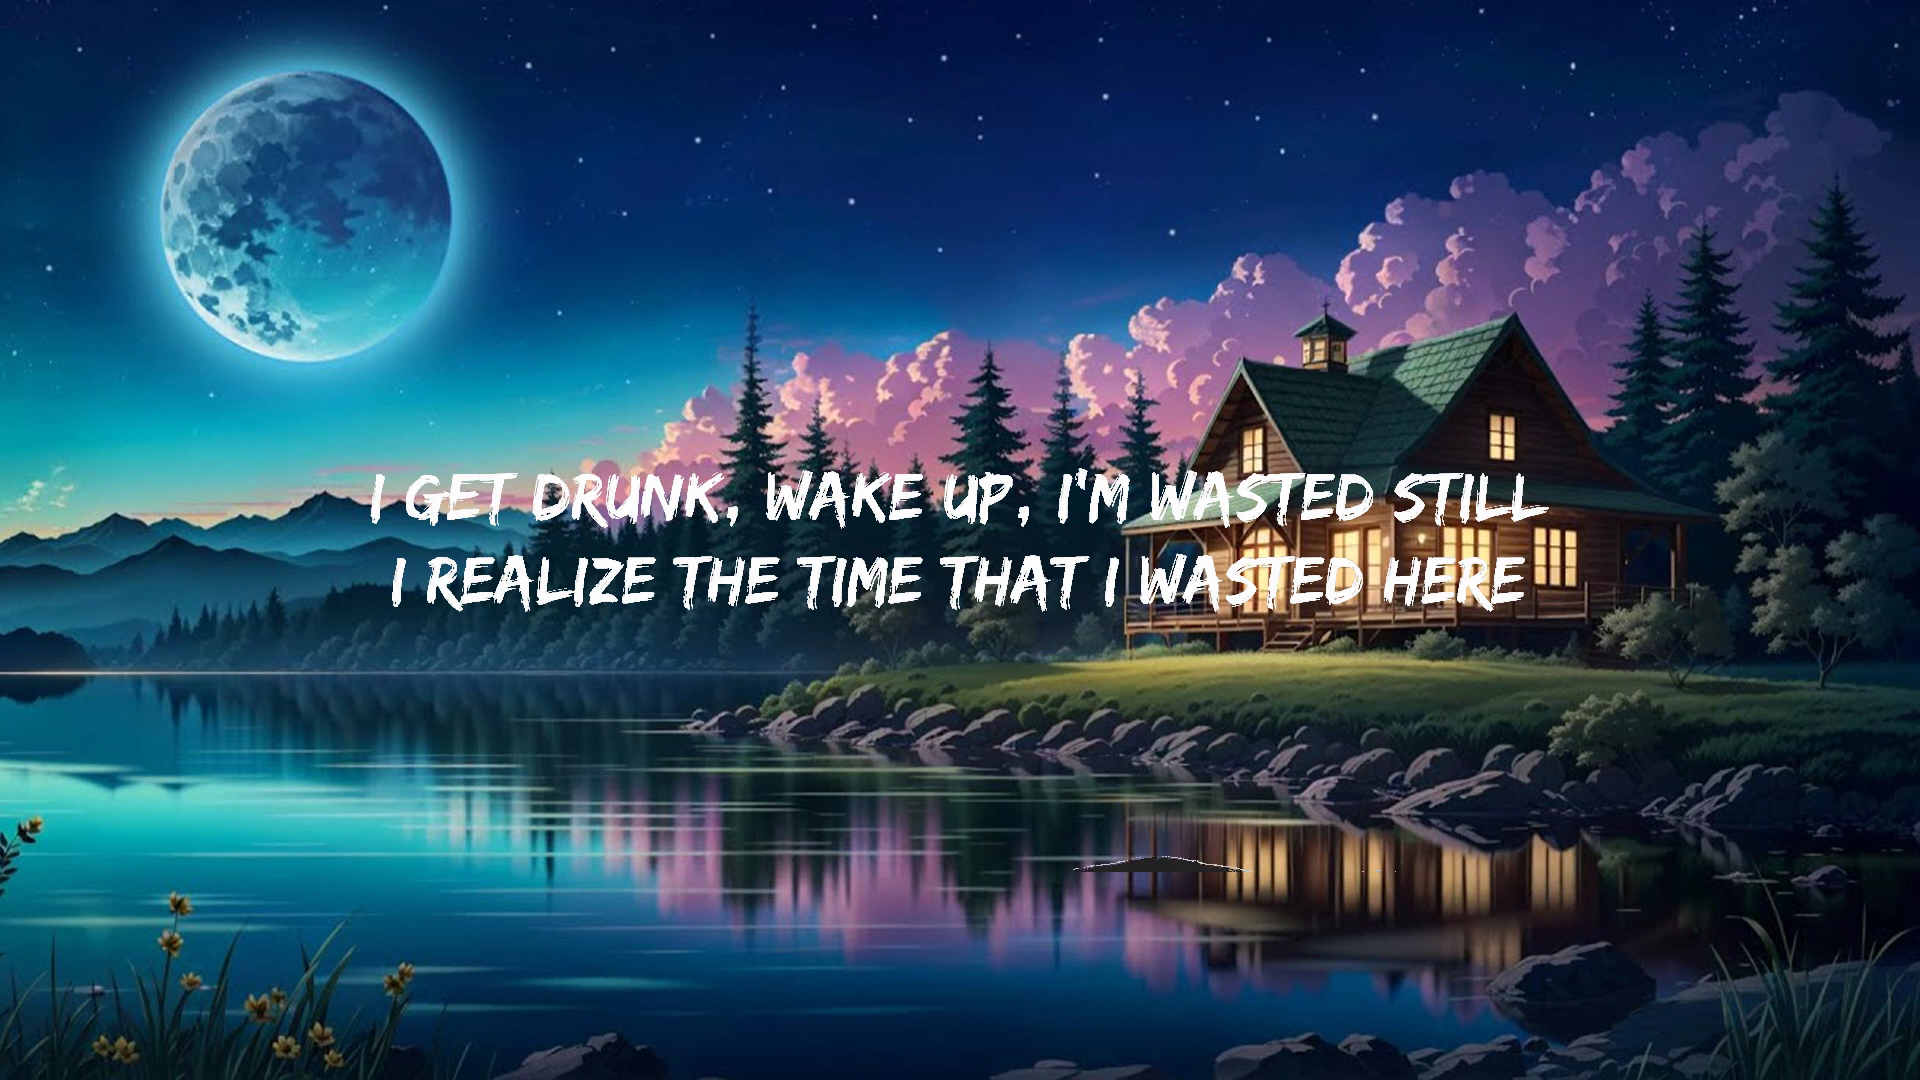 I GET DRUNK, WAKE UP, I'M WASTED STILL
I REALIZE THE TIME THAT I WASTED HERE